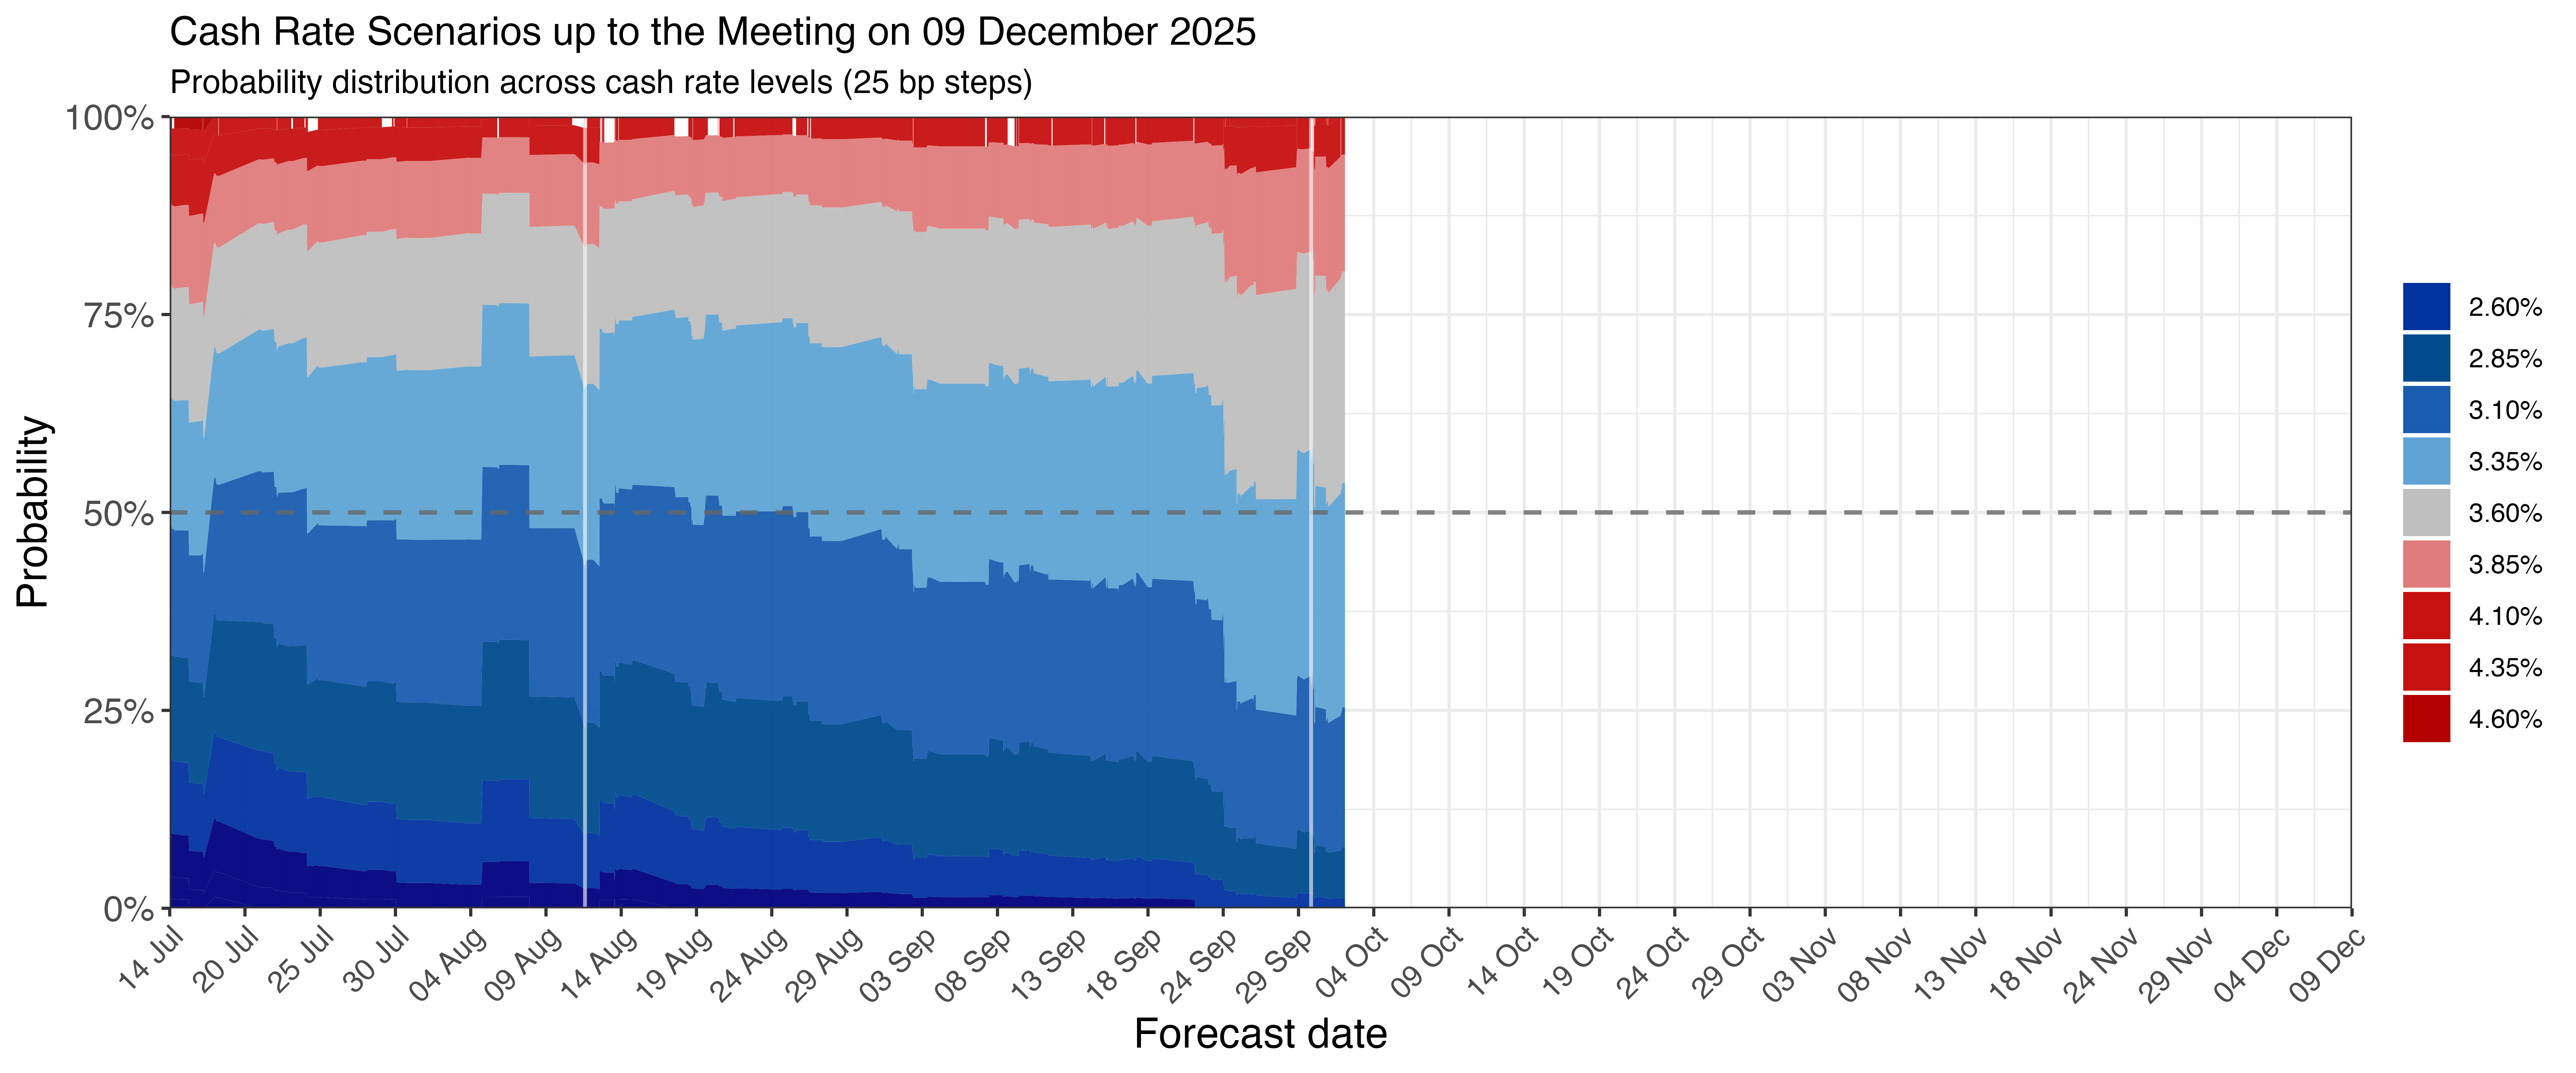 Cash Rate Scenarios up to the Meeting on 09 December 2025
Probability distribution across cash rate levels (25 bp steps)
100%
75%
50%
25%
0%
Probability
14 Jul
20 Jul
25 Jul
30 Jul
04 Aug
09 Aug
14 Aug
19 Aug
24 Aug
29 Aug
03 Sep
08 Sep
13 Sep
18 Sep
24 Sep
29 Sep
04 Oct
09 Oct
14 Oct
19 Oct
24 Oct
29 Oct
03 Nov
08 Nov
13 Nov
18 Nov
24 Nov
29 Nov
04 Dec
09 Dec
Forecast date
2.60%
2.85%
3.10%
3.35%
3.60%
3.85%
4.10%
4.35%
4.60%